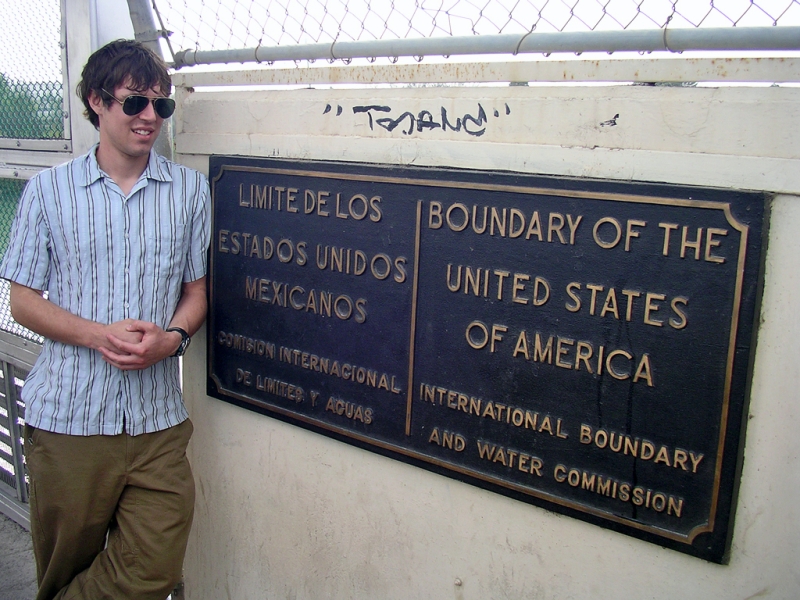 LIMITE DE LOS
ESTADOS UNIDOS
MEXICANOS
COMISION INTERNACIONAL
DE LIMITES Y AGUAS
BOUNDARY OF THE
UNITED STATES
OF AMERICA
INTERNATIONAL BOUNDARY
AND WATER COMMISSION